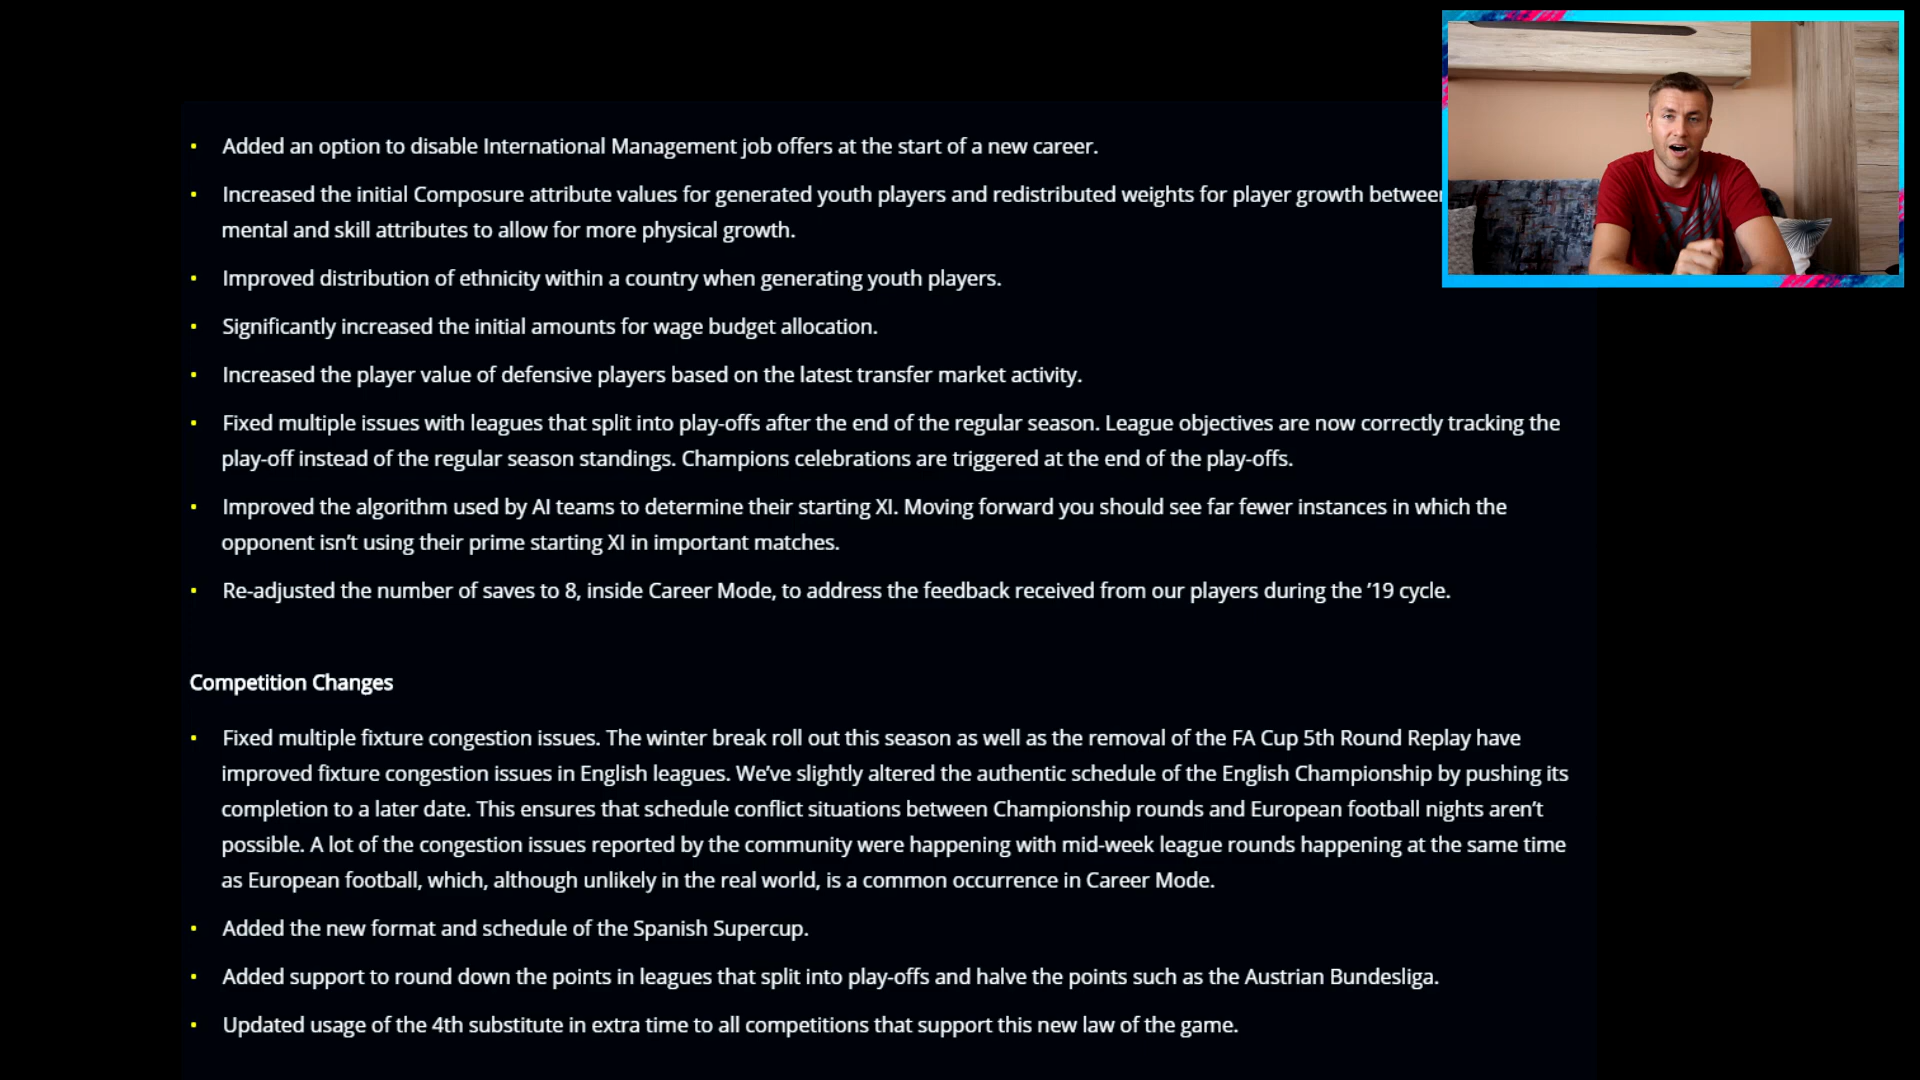 • Added an option to disable International Management job offers at the start of a new career.
• Increased the initial Composure attribute values for generated youth players and redistributed weights for player growth between
mental and skill attributes to allow for more physical growth.
• Improved distribution of ethnicity within a country when generating youth players.
• Significantly increased the initial amounts for wage budget allocation.
• Increased the player value of defensive players based on the latest transfer market activity.
• Fixed multiple issues with leagues that split into play-offs after the end of the regular season. League objectives are now correctly tracking the
play-off instead of the regular season standings. Champions celebrations are triggered at the end of the play-offs.
• Improved the algorithm used by AI teams to determine their starting XI. Moving forward you should see far fewer instances in which the
opponent isn’t using their prime starting XI in important matches.
• Re-adjusted the number of saves to 8, inside Career Mode, to address the feedback received from our players during the ’19 cycle.
Competition Changes
• Fixed multiple fixture congestion issues. The winter break roll out this season as well as the removal of the FA Cup 5th Round Replay have
improved fixture congestion issues in English leagues. We’ve slightly altered the authentic schedule of the English Championship by pushing its
completion to a later date. This ensures that schedule conflict situations between Championship rounds and European football nights aren’t
possible. A lot of the congestion issues reported by the community were happening with mid-week league rounds happening at the same time
as European football, which, although unlikely in the real world, is a common occurrence in Career Mode.
• Added the new format and schedule of the Spanish Supercup.
• Added support to round down the points in leagues that split into play-offs and halve the points such as the Austrian Bundesliga.
• Updated usage of the 4th substitute in extra time to all competitions that support this new law of the game.